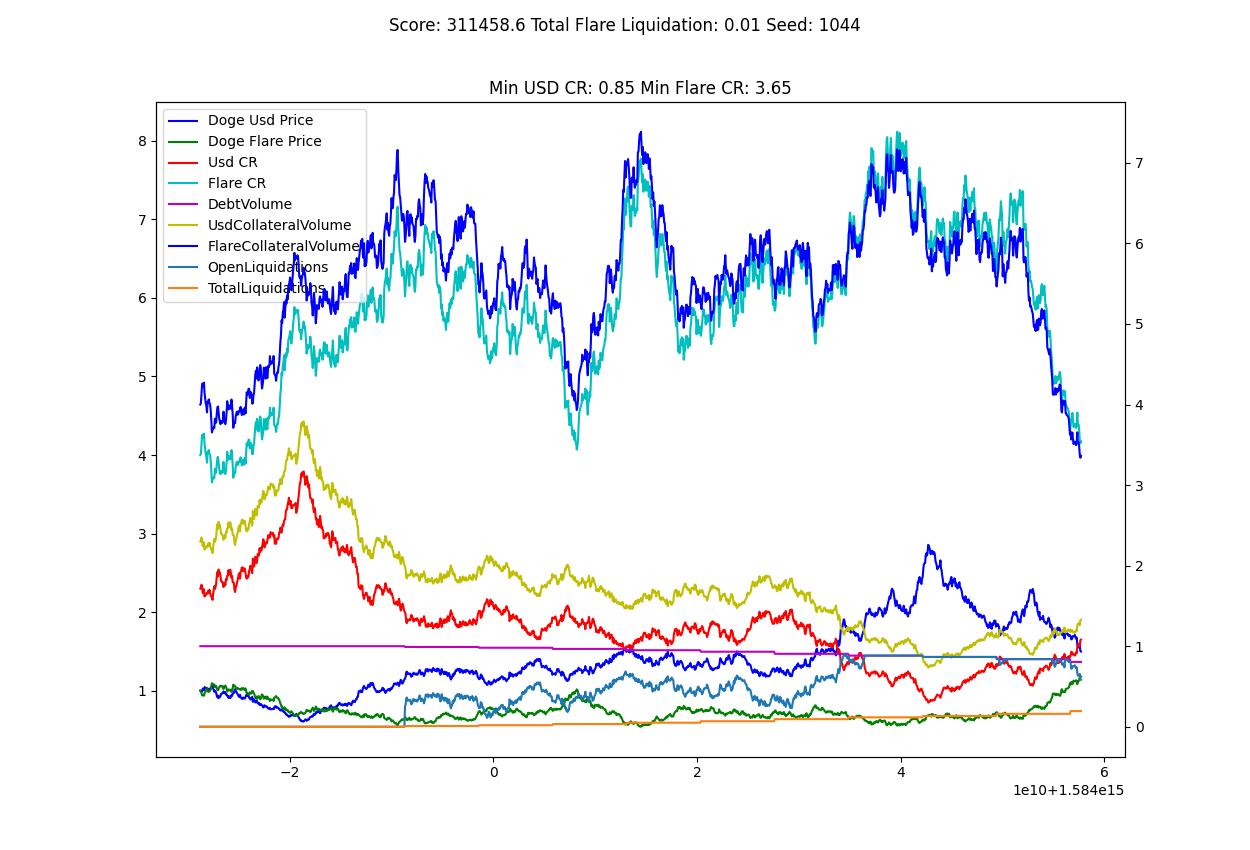 Score: 311458.6 Total Flare Liquidation: 0.01 Seed: 1044
Min USD CR: 0.85 Min Flare CR: 3.65
Doge Usd Price
Doge Flare Price
Usd CR
Flare CR
DebtVolume
UsdCollateralVolume
FlareCollateralVolume
OpenLiquidations
TotalLiquidations
8
7
6
5
4
3
2
1
7
6
5
4
3
2
1
0
−2
0
2
4
6
1e10+1.584e15